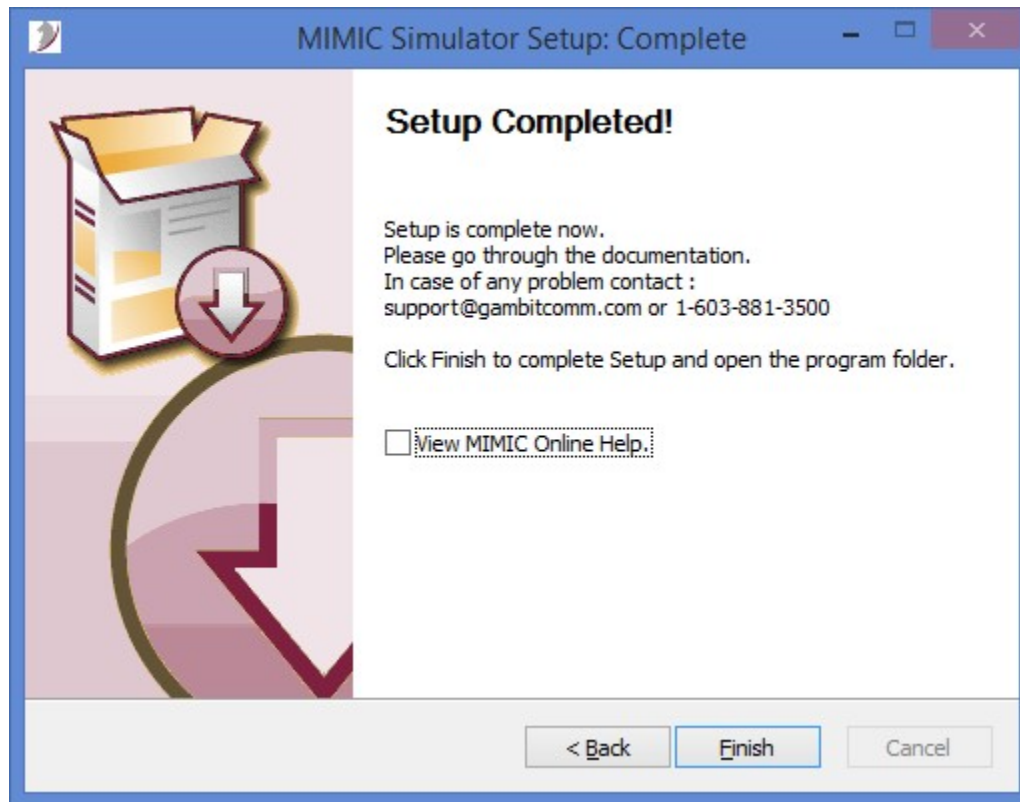 MIMIC Simulator Setup: Complete
Setup Completed!
Setup is complete now.
Please go through the documentation.
In case of any problem contact :
support@gambitcomm.com or 1-603-881-3500
Click Finish to complete Setup and open the program folder.
View MIMIC Online Help.
< Back
Finish
Cancel